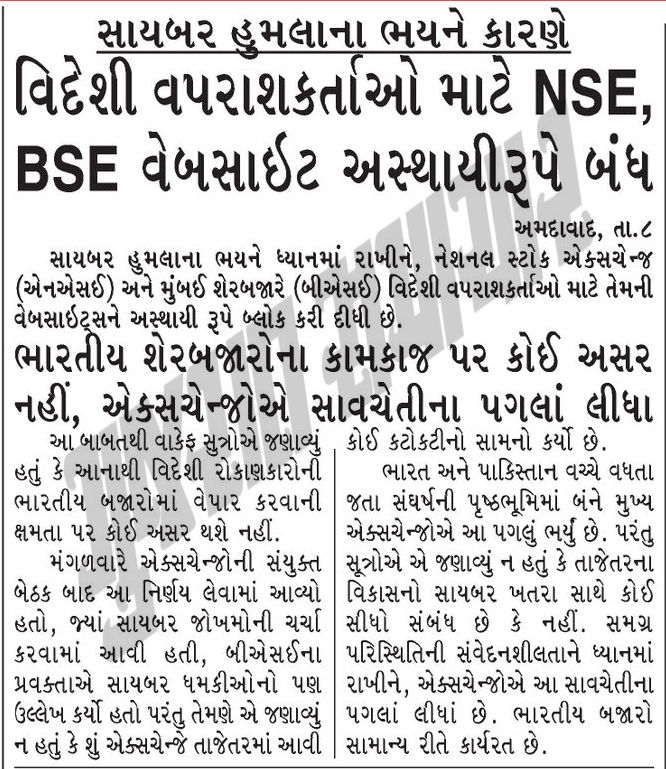 સાયબર હુમલાના ભયને કારણે
વિદેશી વપરાશકર્તાઓ માટે NSE,
BSE વેબસાઇટ અસ્થાયીરૂપે બંધ
અમદાવાદ, તા.૮
સાયબર હુમલાના ભયને ધ્યાનમાં રાખીને, નેશનલ સ્ટોક એક્સચેન્જ
(એનએસઈ) અને મુંબઈ શેરબજારે (બીએસઈ) વિદેશી વપરાશકર્તાઓ માટે તેમની
વેબસાઇટ્સને અસ્થાયી રૂપે બ્લોક કરી દીધી છે.
ભારતીય શેરબજારોના કામકાજ પર કોઈ અસર
નહીં, એક્સચેન્જોએ સાવચેતીના પગલાં લીધા
આ બાબતથી વાકેફ સુત્રોએ જણાવ્યું
હતું કે આનાથી વિદેશી રોકાણકારોની
ભારતીય બજારોમાં વેપાર કરવાની
ક્ષમતા પર કોઈ અસર થશે નહીં.
મંગળવારે એક્સચેન્જોની સંયુક્ત
બેઠક બાદ આ નિર્ણય લેવામાં આવ્યો
હતો, જ્યાં સાયબર જોખમોની ચર્ચા
કરવામાં આવી હતી, બીએસઈના
પ્રવક્તાએ સાયબર ધમકીઓનો પણ
ઉલ્લેખ કર્યો હતો પરંતુ તેમણે એ જણાવ્યું
ન હતું કે શું એક્સચેન્જે તાજેતરમાં આવી
કોઈ કટોકટીનો સામનો કર્યો છે.
ભારત અને પાકિસ્તાન વચ્ચે વધતા
જતા સંઘર્ષની પૃષ્ઠભૂમિમાં બંને મુખ્ય
એક્સચેન્જોએ આ પગલું ભર્યું છે. પરંતુ
સૂત્રોએ એ જણાવ્યું ન હતું કે તાજેતરના
વિકાસનો સાયબર ખતરા સાથે કોઈ
સીધો સંબંધ છે કે નહીં. સમગ્ર
પરિસ્થિતિની સંવેદનશીલતાને ધ્યાનમાં
રાખીને, એક્સચેન્જોએ આ સાવચેતીના
પગલાં લીધાં છે. ભારતીય બજારો
સામાન્ય રીતે કાર્યરત છે.
ગુજરાત સમાચાર